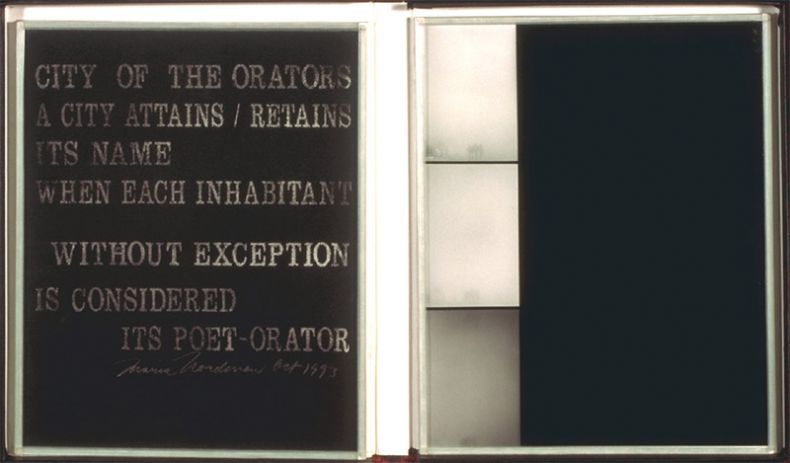 CITY OF THE ORATORS
A CITY ATTAINS / RETAINS
ITS NAME
WHEN EACH INHABITANT
WITHOUT EXCEPTION
IS CONSIDERED
ITS POET-ORATOR
Maria Nordman Oct 1993